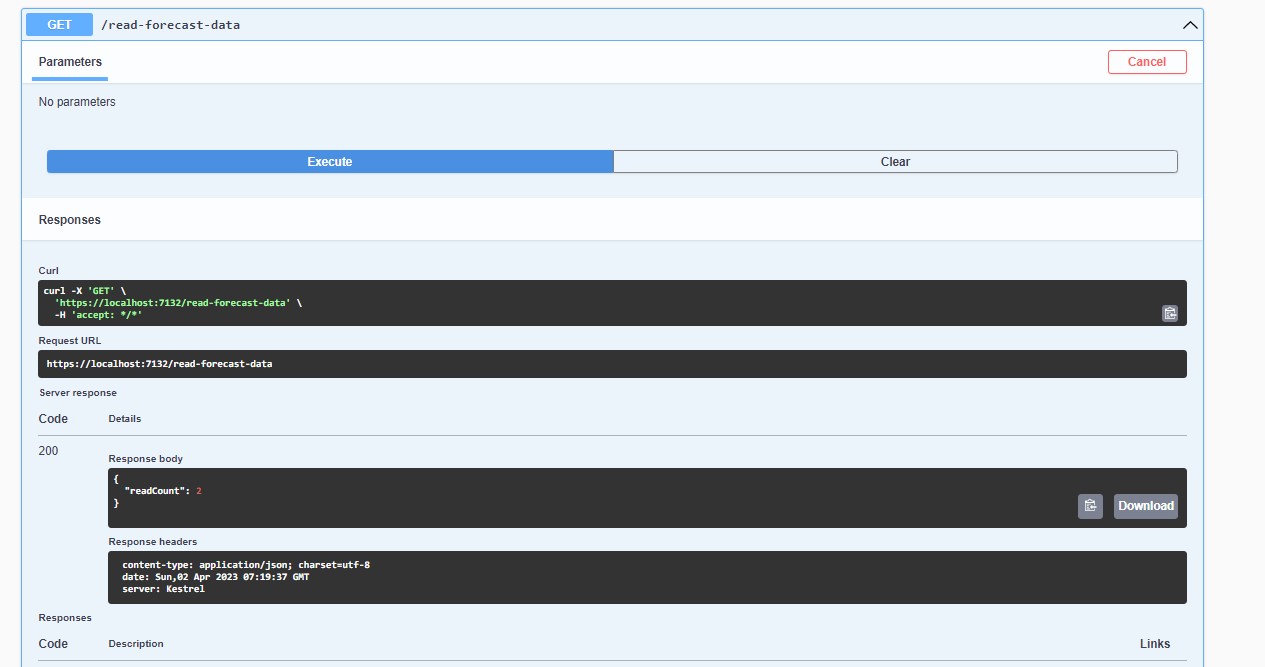 GET /read-forecast-data
Parameters Cancel
No parameters
Execute Clear
Responses
Curl
curl -X 'GET' \
'https://localhost:7132/read-forecast-data' \
-H 'accept: */*'
Request URL
https://localhost:7132/read-forecast-data
Server response
Code Details
200
Response body
{
"readCount": 2
}
Download
Response headers
content-type: application/json; charset=utf-8
date: Sun,02 Apr 2023 07:19:37 GMT
server: Kestrel
Responses
Code Description Links